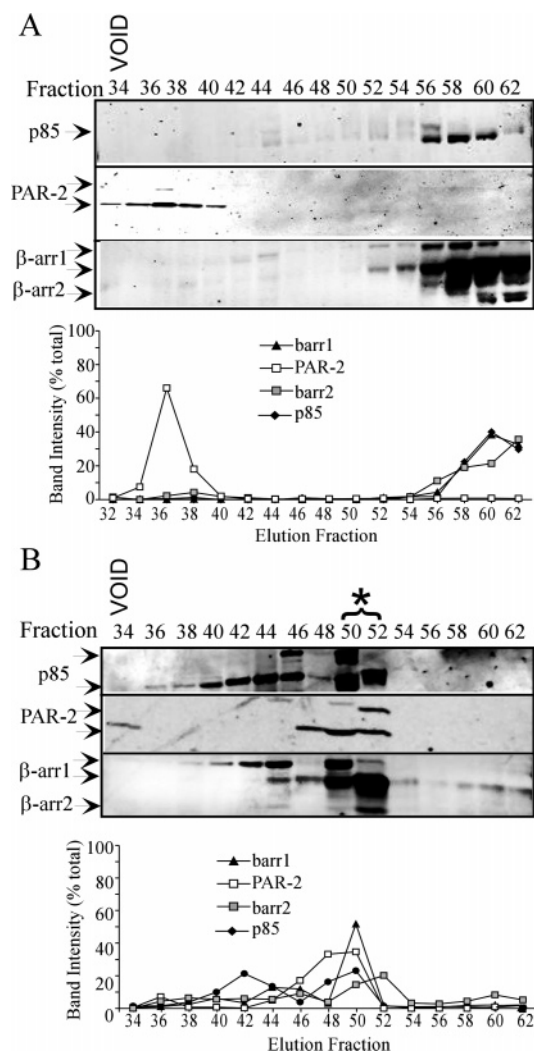 A
VOID
34 36 38 40 42 44 46 48 50 52 54 56 58 60 62
Fraction
p85
PAR-2
β-arr1
β-arr2
100
80
60
40
20
0
Band Intensity (% total)
barr1
PAR-2
barr2
p85
32 34 36 38 40 42 44 46 48 50 52 54 56 58 60 62
Elution Fraction
B
VOID
*
Fraction
34 36 38 40 42 44 46 48 50 52 54 56 58 60 62
p85
PAR-2
β-arr1
β-arr2
100
80
60
40
20
0
Band Intensity (% total)
barr1
PAR-2
barr2
p85
34 36 38 40 42 44 46 48 50 52 54 56 58 60 62
Elution Fraction